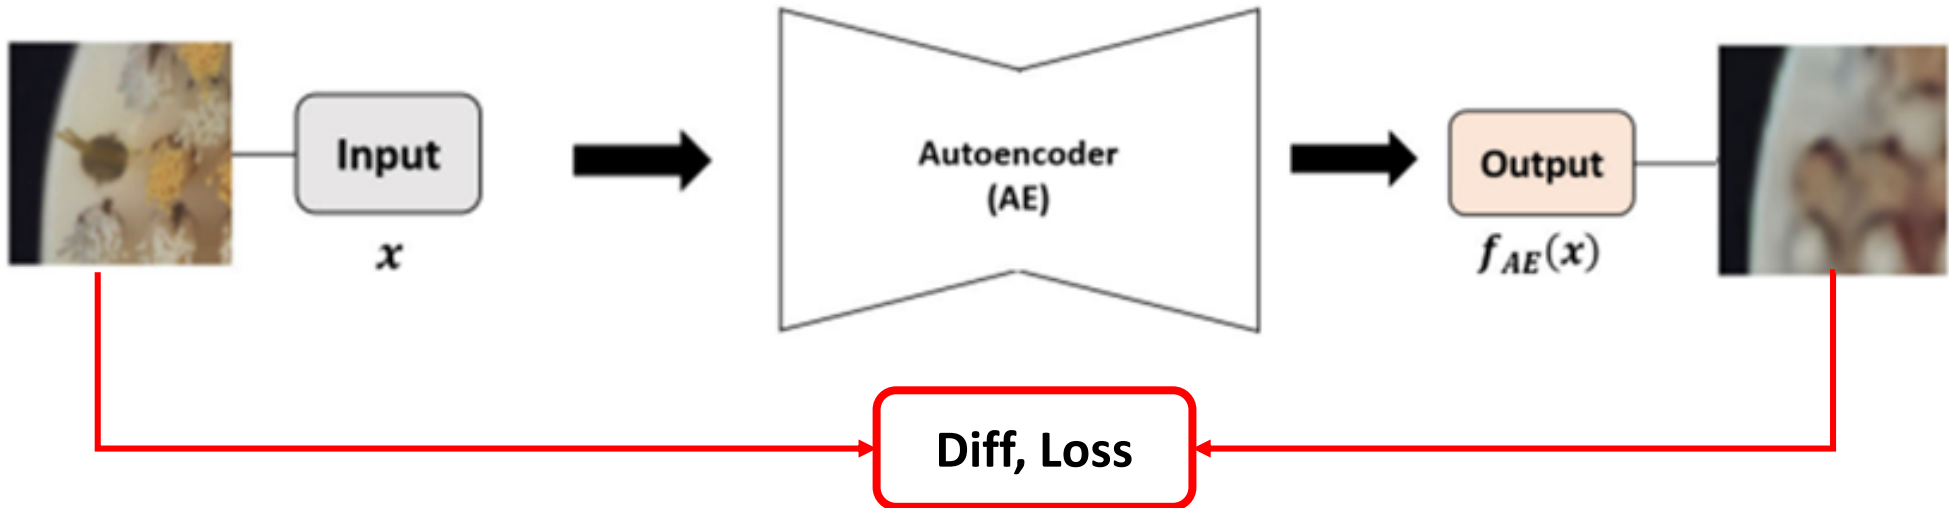 Input
x
Autoencoder
(AE)
Output
f_AE(x)
Diff, Loss